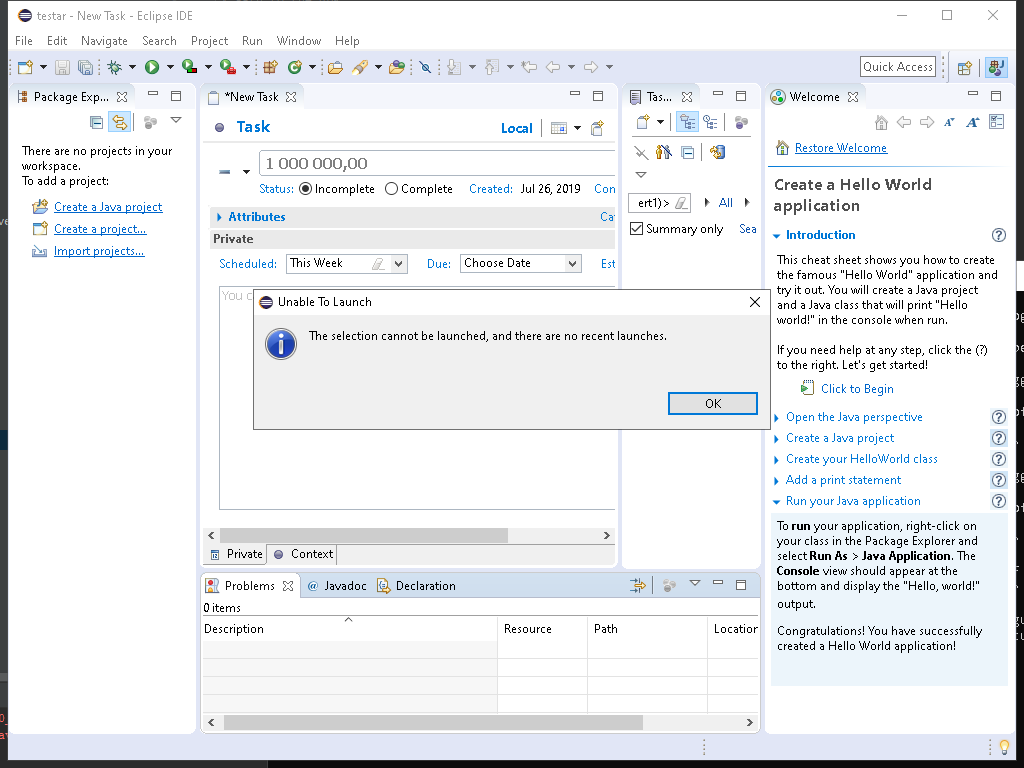 testar - New Task - Eclipse IDE
File Edit Navigate Search Project Run Window Help
Quick Access
Package Exp...
There are no projects in your
workspace.
To add a project:
Create a Java project
Create a project...
Import projects...
*New Task
Task
Local
1 000 000,00
Status: Incomplete Complete Created: Jul 26, 2019 Con
Attributes Ca
Private
Scheduled: This Week Due: Choose Date Est
You c
Private Context
Tas...
ert1)> All
Summary only Sea
Unable To Launch
The selection cannot be launched, and there are no recent launches.
OK
Problems @ Javadoc Declaration
0 items
Description Resource Path Location
Welcome
Restore Welcome
Create a Hello World
application
Introduction
This cheat sheet shows you how to create
the famous "Hello World" application and
try it out. You will create a Java project
and a Java class that will print "Hello
world!" in the console when run.
If you need help at any step, click the (?)
to the right. Let's get started!
Click to Begin
Open the Java perspective
Create a Java project
Create your HelloWorld class
Add a print statement
Run your Java application
To run your application, right-click on
your class in the Package Explorer and
select Run As > Java Application. The
Console view should appear at the
bottom and display the "Hello, world!"
output.
Congratulations! You have successfully
created a Hello World application!